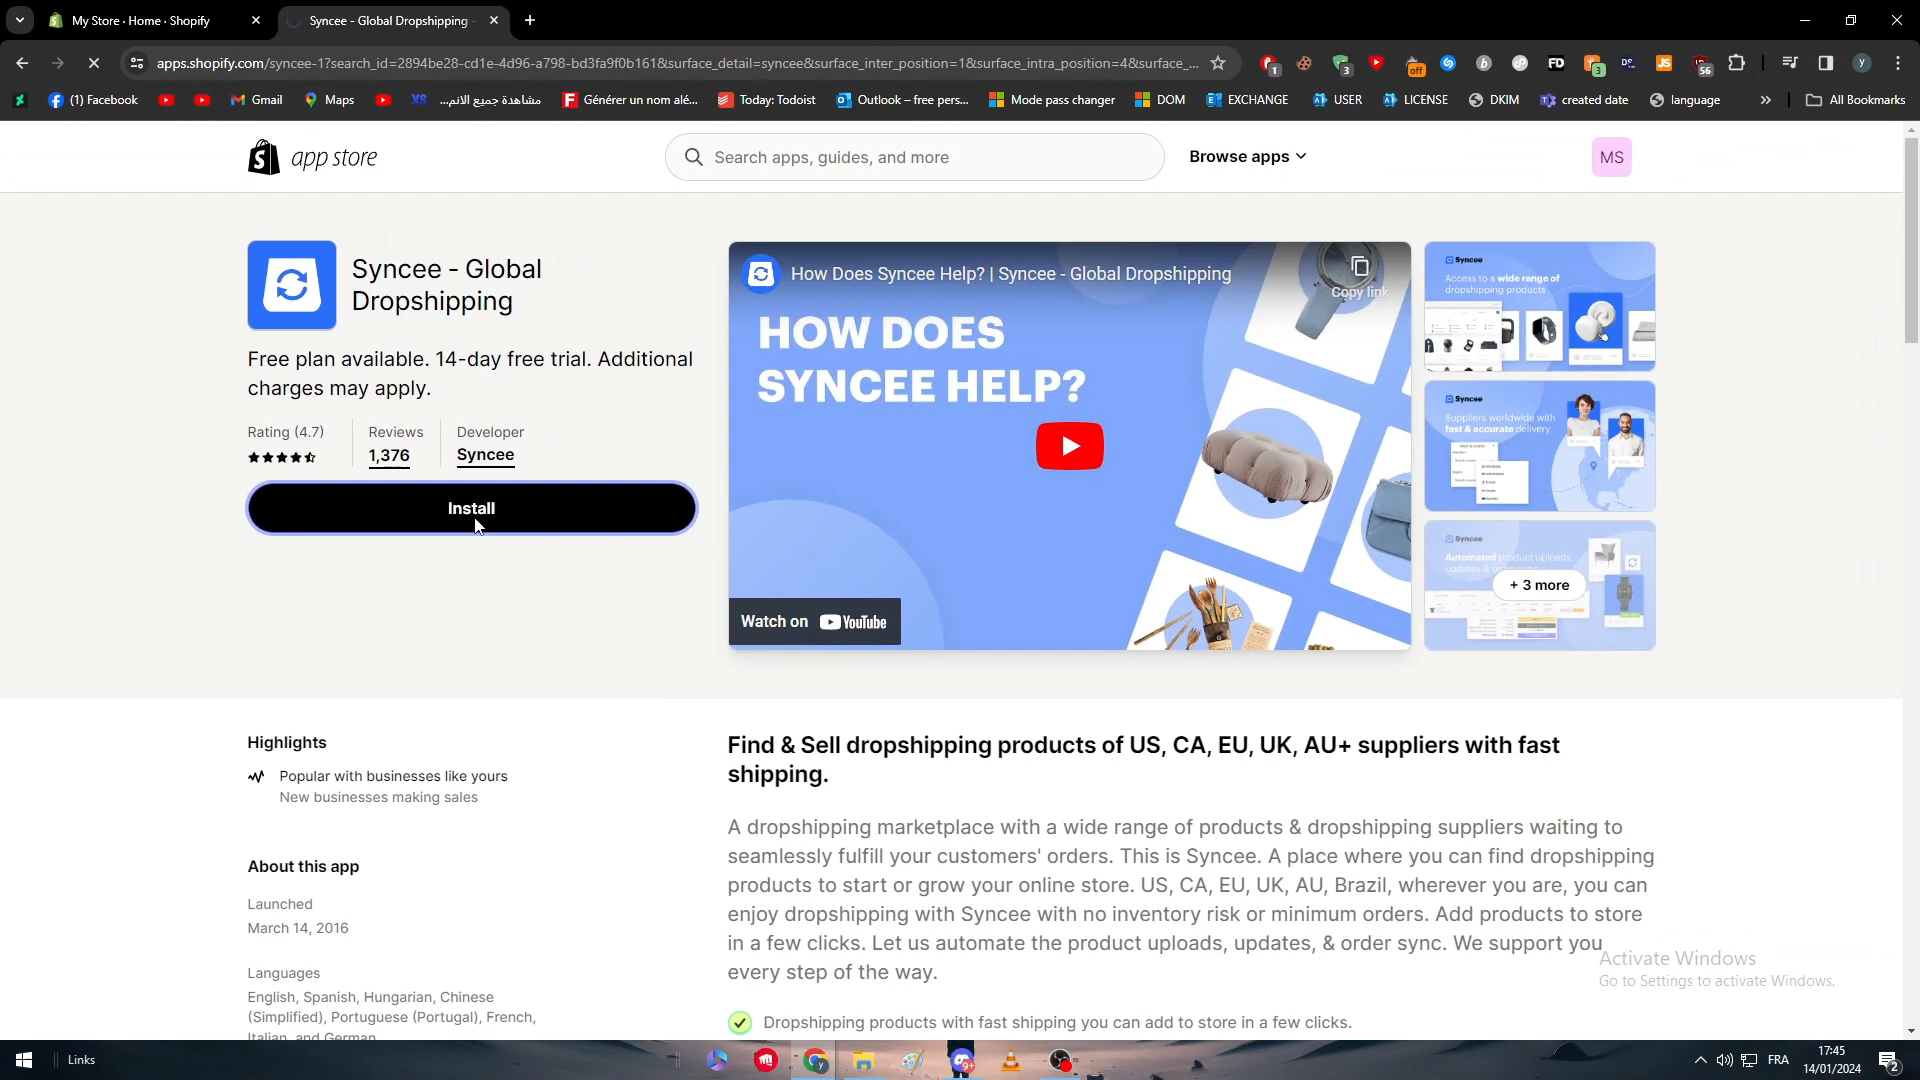 My Store · Home · Shopify
Syncee - Global Dropshipping -
apps.shopify.com/syncee-1?search_id=2894be28-cd1e-4d96-a798-bd3fa9f0b161&surface_detail=syncee&surface_inter_position=1&surface_intra_position=4&surface_...
(1) Facebook
Gmail
Maps
مشاهدة جميع الانم...
Générer un nom alé...
Today: Todoist
Outlook – free pers...
Mode pass changer
DOM
EXCHANGE
USER
LICENSE
DKIM
created date
language
All Bookmarks
app store
Search apps, guides, and more
Browse apps
MS
Syncee - Global
Dropshipping
Free plan available. 14-day free trial. Additional
charges may apply.
Rating (4.7)
Reviews
Developer
1,376
Syncee
Install
How Does Syncee Help? | Syncee - Global Dropshipping
Copy link
HOW DOES
SYNCEE HELP?
Watch on YouTube
Syncee
Access to a wide range of
dropshipping products
Syncee
Suppliers worldwide with
fast & accurate delivery
Syncee
Automated product uploads,
updates & order sync
+ 3 more
Highlights
Popular with businesses like yours
New businesses making sales
About this app
Launched
March 14, 2016
Languages
English, Spanish, Hungarian, Chinese
(Simplified), Portuguese (Portugal), French,
Italian, and German
Find & Sell dropshipping products of US, CA, EU, UK, AU+ suppliers with fast
shipping.
A dropshipping marketplace with a wide range of products & dropshipping suppliers waiting to
seamlessly fulfill your customers' orders. This is Syncee. A place where you can find dropshipping
products to start or grow your online store. US, CA, EU, UK, AU, Brazil, wherever you are, you can
enjoy dropshipping with Syncee with no inventory risk or minimum orders. Add products to store
in a few clicks. Let us automate the product uploads, updates, & order sync. We support you
every step of the way.
Dropshipping products with fast shipping you can add to store in a few clicks.
Activate Windows
Go to Settings to activate Windows.
Links
FRA
17:45
14/01/2024
2